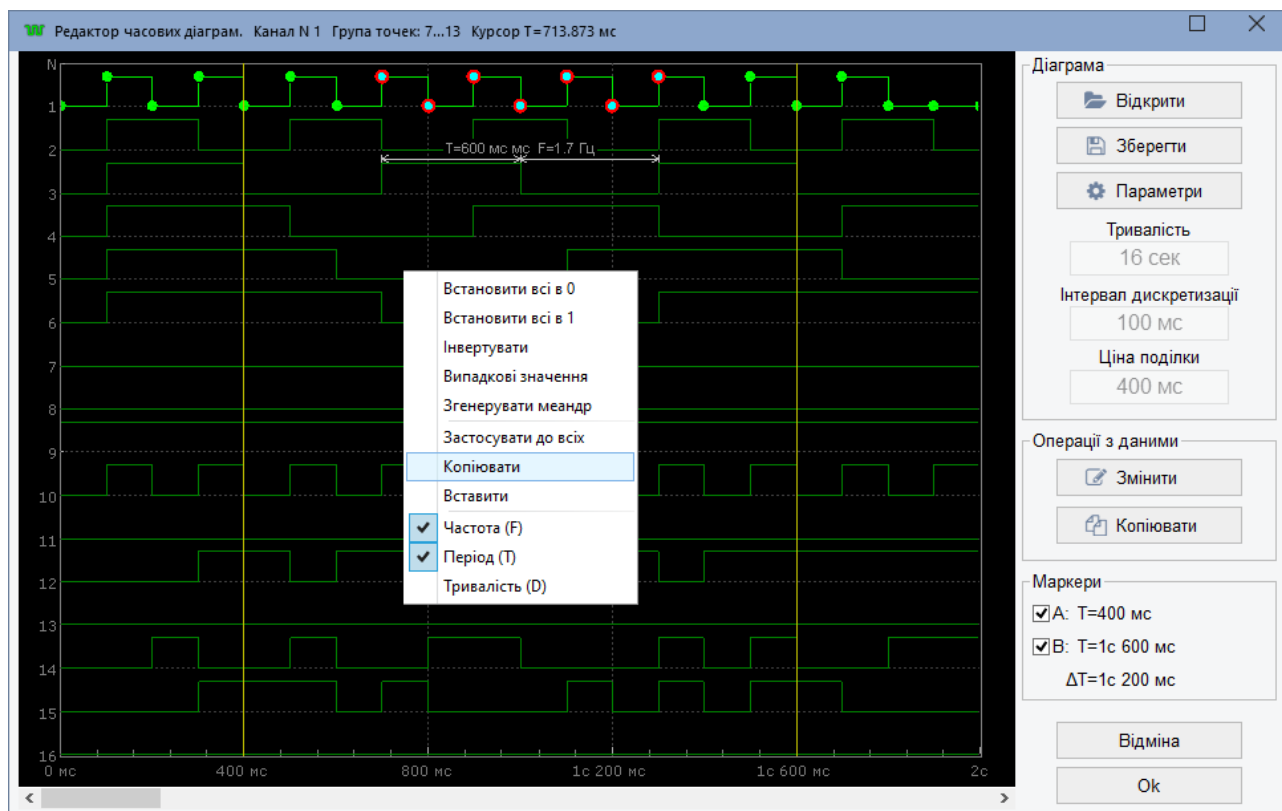 Редактор часових діаграм. Канал N 1 Група точек: 7...13 Курсор T=713.873 мс
N
1
2
T=600 мс мс F=1.7 Гц
3
4
5
6
7
8
9
10
11
12
13
14
15
16
0 мс 400 мс 800 мс 1с 200 мс 1с 600 мс 2с
Встановити всі в 0
Встановити всі в 1
Інвертувати
Випадкові значення
Згенерувати меандр
Застосувати до всіх
Копіювати
Вставити
Частота (F)
Період (T)
Тривалість (D)
Діаграма
Відкрити
Зберегти
Параметри
Тривалість
16 сек
Інтервал дискретизації
100 мс
Ціна поділки
400 мс
Операції з даними
Змінити
Копіювати
Маркери
A: T=400 мс
B: T=1с 600 мс
ΔT=1с 200 мс
Відміна
Ok